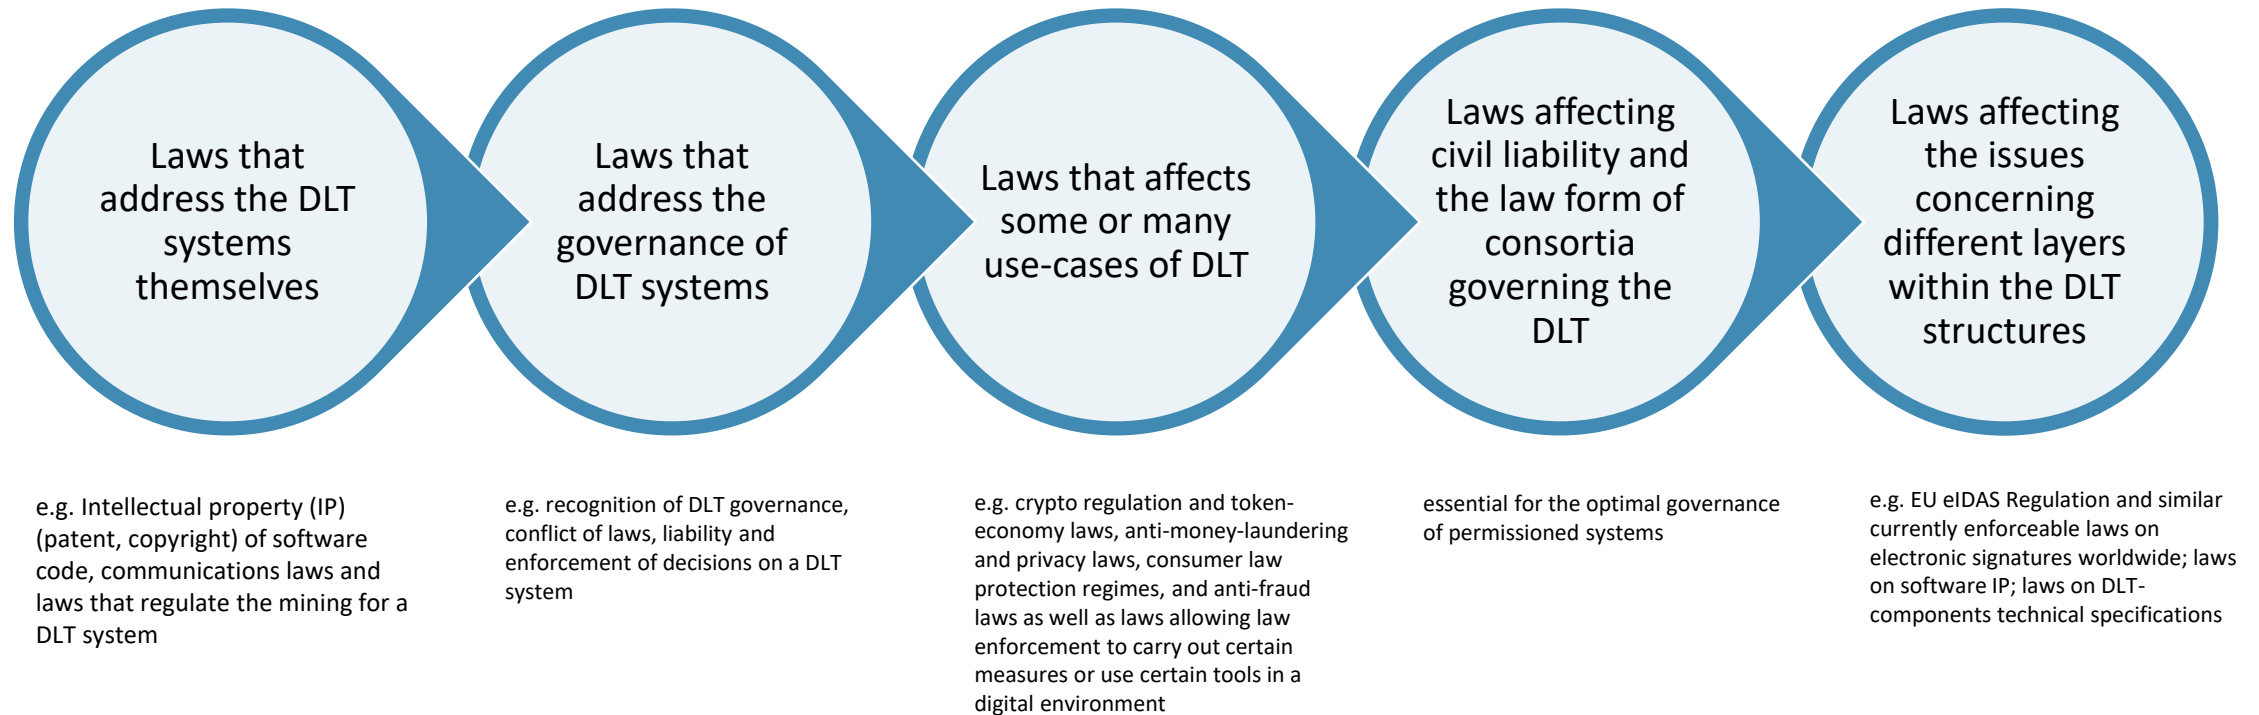 Laws that
address the DLT
systems
themselves
Laws that
address the
governance of
DLT systems
Laws that affects
some or many
use-cases of DLT
Laws affecting
civil liability and
the law form of
consortia
governing the
DLT
Laws affecting
the issues
concerning
different layers
within the DLT
structures
e.g. Intellectual property (IP)
(patent, copyright) of software
code, communications laws and
laws that regulate the mining for a
DLT system
e.g. recognition of DLT governance,
conflict of laws, liability and
enforcement of decisions on a DLT
system
e.g. crypto regulation and token-
economy laws, anti-money-laundering
and privacy laws, consumer law
protection regimes, and anti-fraud
laws as well as laws allowing law
enforcement to carry out certain
measures or use certain tools in a
digital environment
essential for the optimal governance
of permissioned systems
e.g. EU eIDAS Regulation and similar
currently enforceable laws on
electronic signatures worldwide; laws
on software IP; laws on DLT-
components technical specifications